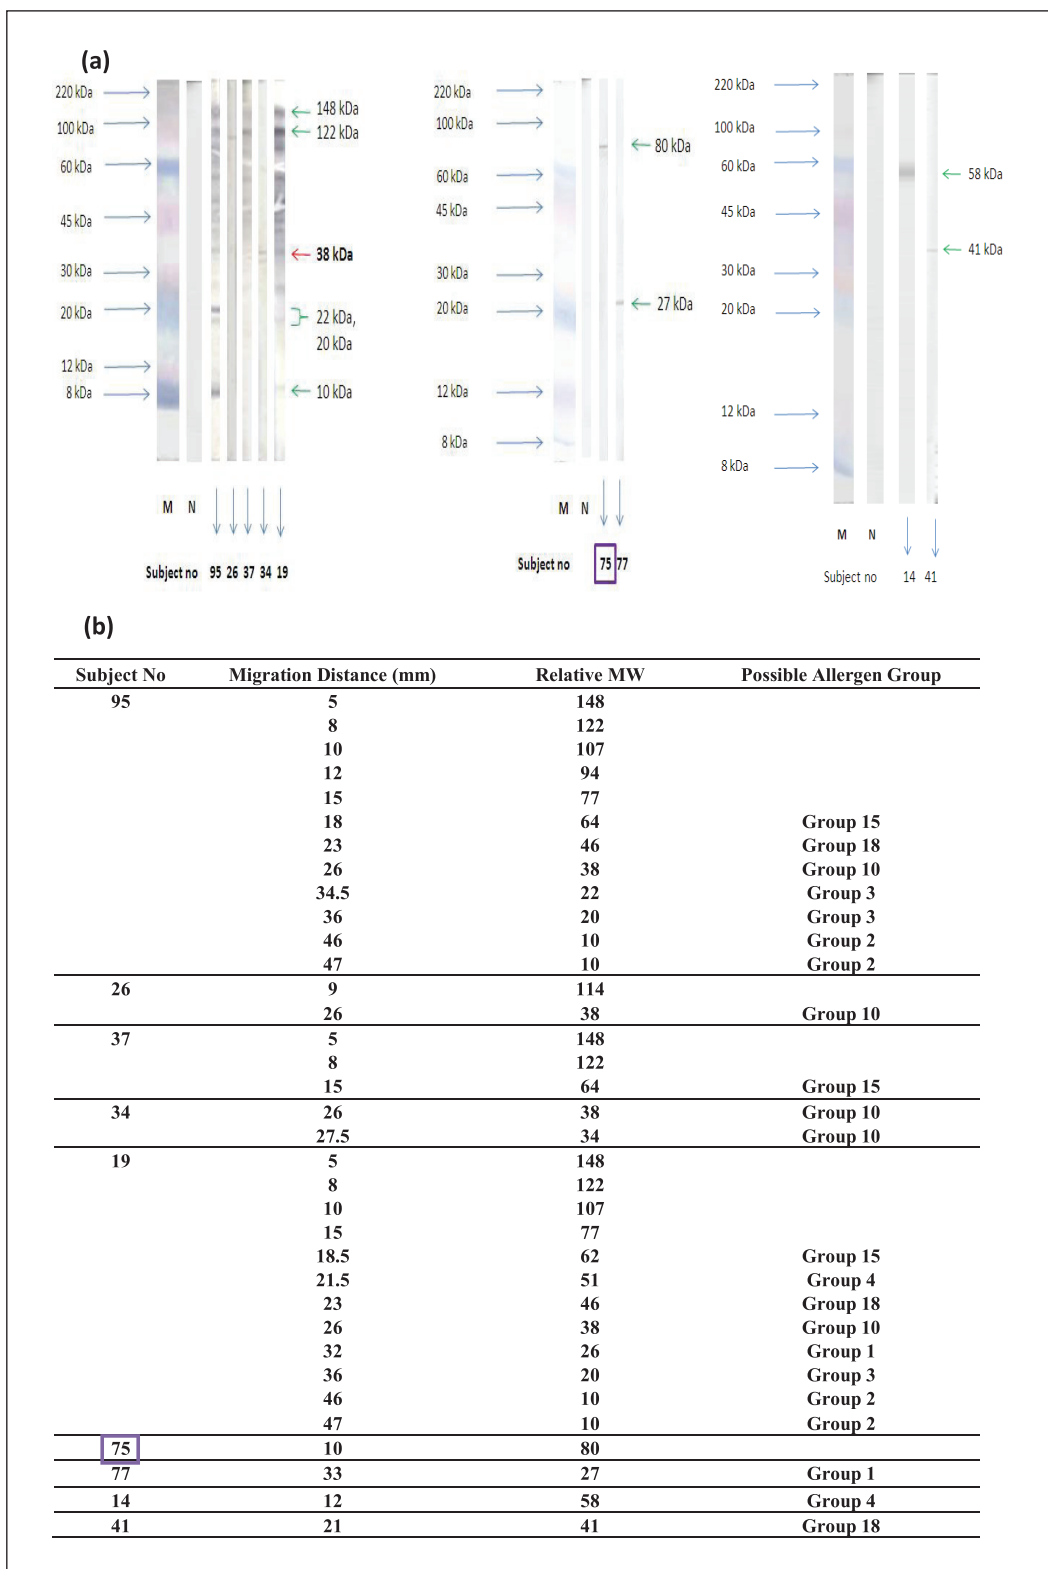 (a)
220 kDa
100 kDa
60 kDa
45 kDa
30 kDa
20 kDa
12 kDa
8 kDa
148 kDa
122 kDa
38 kDa
22 kDa,
20 kDa
10 kDa
M N
Subject no 95 26 37 34 19
220 kDa
100 kDa
60 kDa
45 kDa
30 kDa
20 kDa
12 kDa
8 kDa
80 kDa
27 kDa
M N
Subject no 75 77
220 kDa
100 kDa
60 kDa
45 kDa
30 kDa
20 kDa
12 kDa
8 kDa
58 kDa
41 kDa
M N
Subject no 14 41
(b)
Subject No Migration Distance (mm) Relative MW Possible Allergen Group
95 5 148
8 122
10 107
12 94
15 77
18 64 Group 15
23 46 Group 18
26 38 Group 10
34.5 22 Group 3
36 20 Group 3
46 10 Group 2
47 10 Group 2
26 9 114
26 38 Group 10
37 5 148
8 122
15 64 Group 15
34 26 38 Group 10
27.5 34 Group 10
19 5 148
8 122
10 107
15 77
18.5 62 Group 15
21.5 51 Group 4
23 46 Group 18
26 38 Group 10
32 26 Group 1
36 20 Group 3
46 10 Group 2
47 10 Group 2
75 10 80
77 33 27 Group 1
14 12 58 Group 4
41 21 41 Group 18